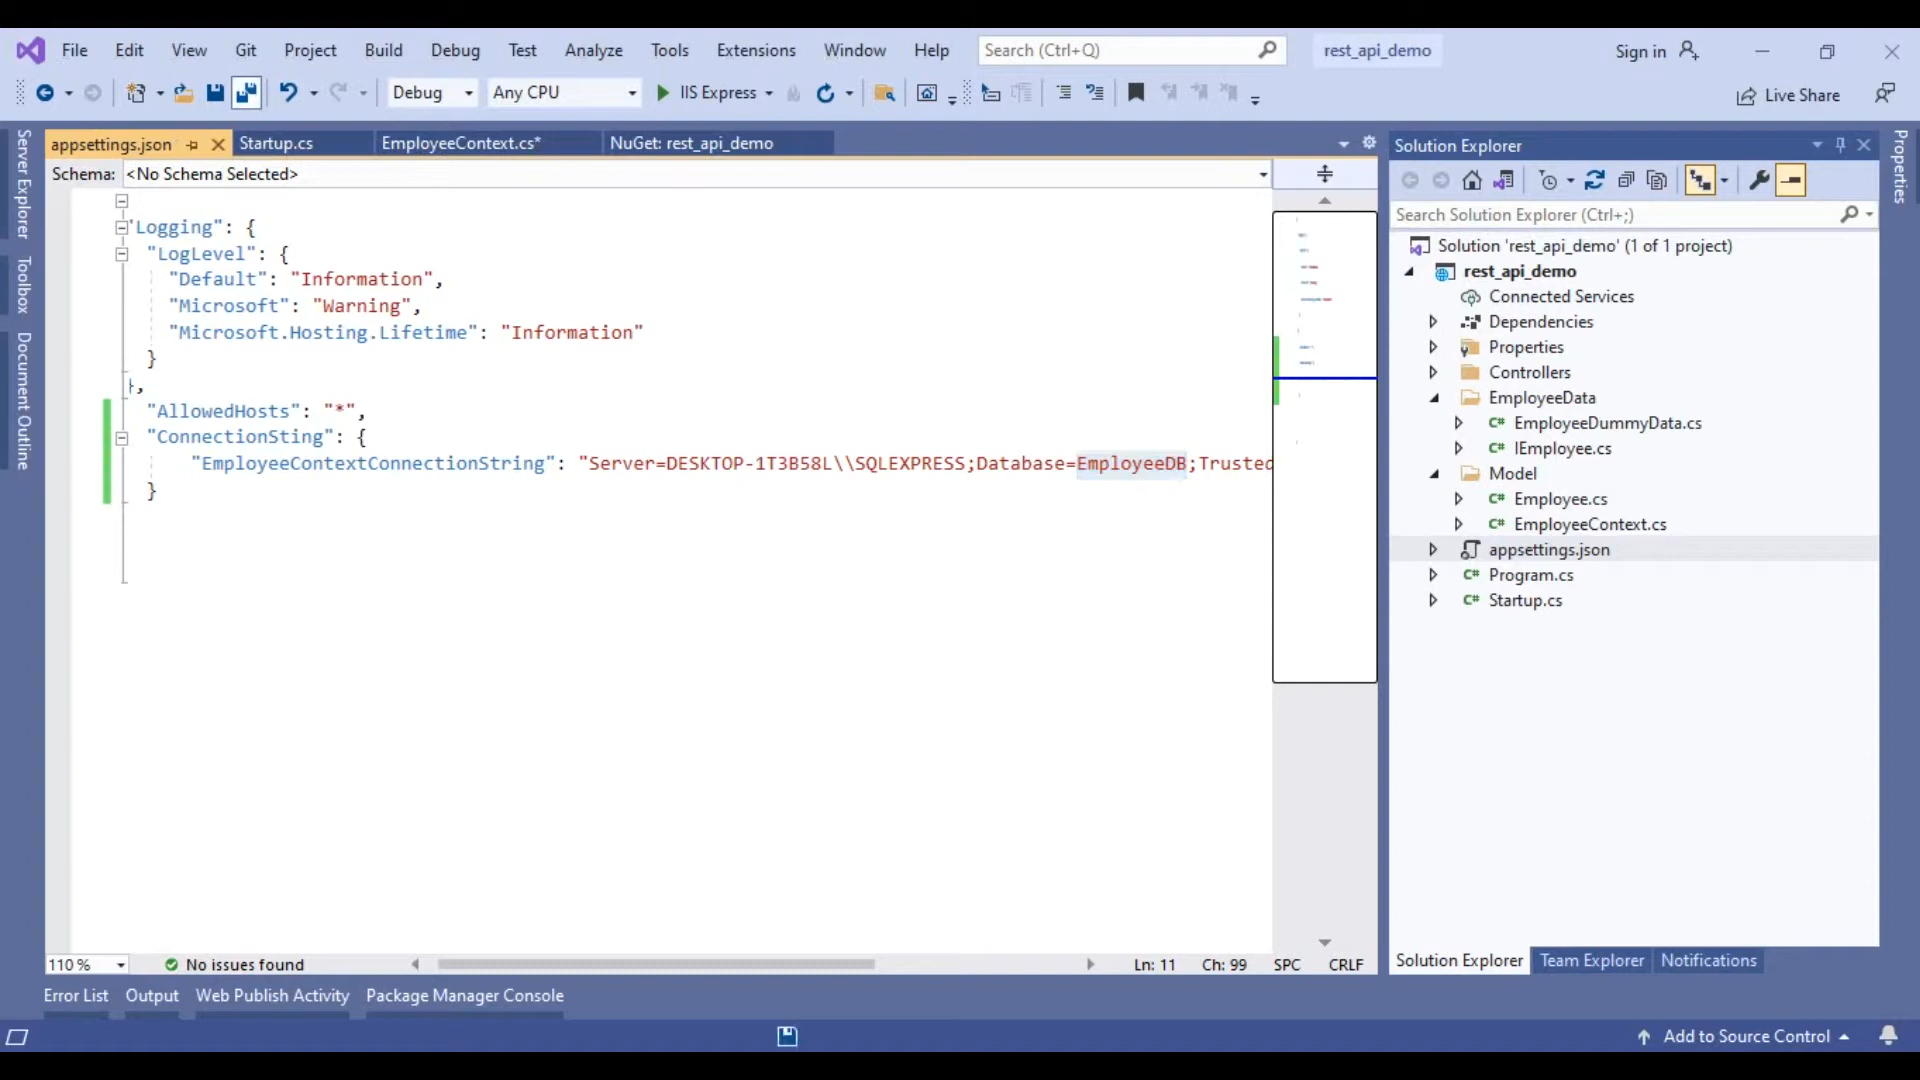 File Edit View Git Project Build Debug Test Analyze Tools Extensions Window Help Search (Ctrl+Q) rest_api_demo Sign in
Debug Any CPU IIS Express Live Share
appsettings.json Startup.cs EmployeeContext.cs* NuGet: rest_api_demo
Schema: <No Schema Selected>
"Logging": {
"LogLevel": {
"Default": "Information",
"Microsoft": "Warning",
"Microsoft.Hosting.Lifetime": "Information"
}
},
"AllowedHosts": "*",
"ConnectionSting": {
"EmployeeContextConnectionString": "Server=DESKTOP-1T3B58L\\SQLEXPRESS;Database=EmployeeDB;Trusted
}
110 % No issues found Ln: 11 Ch: 99 SPC CRLF
Server Explorer
Toolbox
Document Outline
Solution Explorer
Search Solution Explorer (Ctrl+;)
Solution 'rest_api_demo' (1 of 1 project)
rest_api_demo
Connected Services
Dependencies
Properties
Controllers
EmployeeData
C# EmployeeDummyData.cs
C# IEmployee.cs
Model
C# Employee.cs
C# EmployeeContext.cs
appsettings.json
C# Program.cs
C# Startup.cs
Solution Explorer Team Explorer Notifications
Properties
Error List Output Web Publish Activity Package Manager Console
Add to Source Control